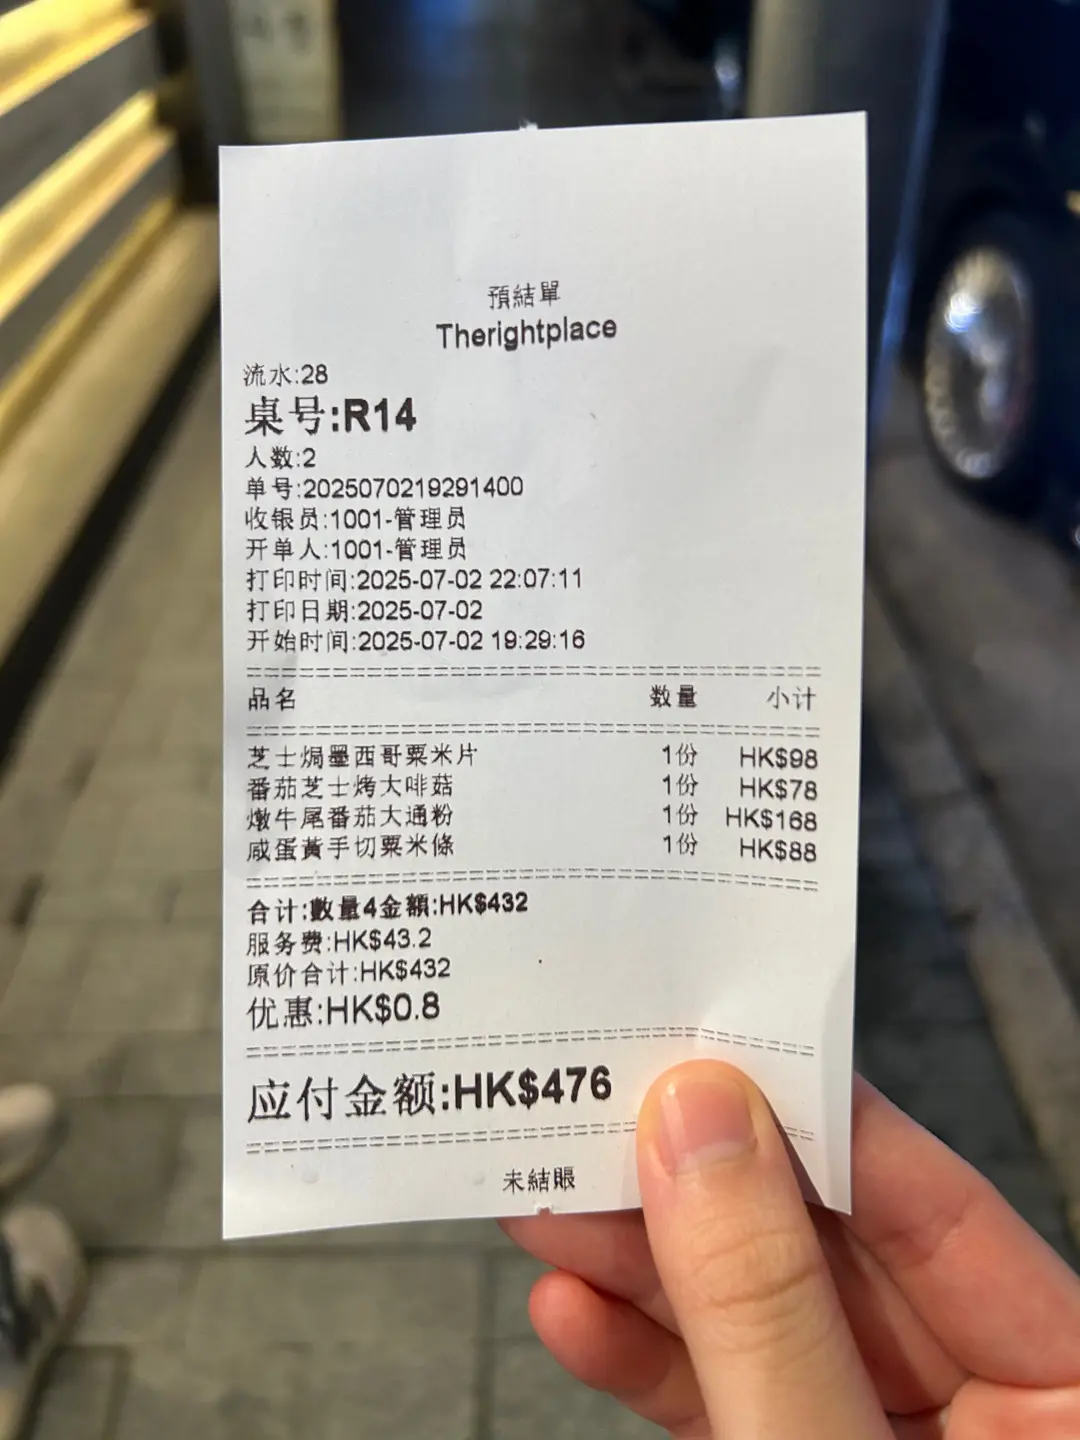 預結單
Therightplace
流水:28
桌号:R14
人数:2
单号:2025070219291400
收银员:1001-管理员
开单人:1001-管理员
打印时间:2025-07-02 22:07:11
打印日期:2025-07-02
开始时间:2025-07-02 19:29:16
品名 数量 小计
芝士焗墨西哥粟米片 1份 HK$98
番茄芝士烤大啡菇 1份 HK$78
燉牛尾番茄大通粉 1份 HK$168
咸蛋黃手切粟米條 1份 HK$88
合计:數量4金額:HK$432
服务费:HK$43.2
原价合计:HK$432
优惠:HK$0.8
应付金额:HK$476
未結賬